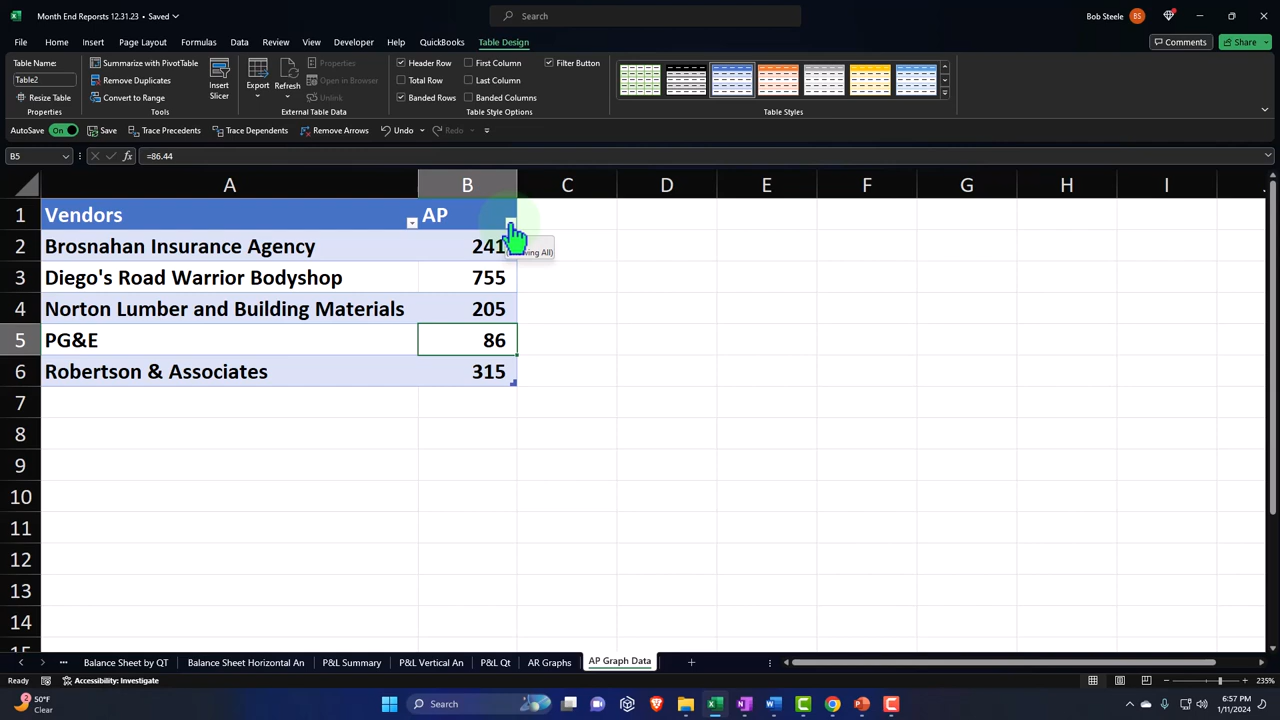 Month End Reporsts 12.31.23 • Saved
Search
Bob Steele BS
File Home Insert Page Layout Formulas Data Review View Developer Help QuickBooks Table Design Comments Share
Table Name:
Table2
Resize Table
Properties
Summarize with PivotTable
Remove Duplicates
Convert to Range
Tools
Insert
Slicer
Export
Refresh
Properties
Open in Browser
Unlink
External Table Data
Header Row First Column Filter Button
Total Row Last Column
Banded Rows Banded Columns
Table Style Options
Table Styles
AutoSave On Save Trace Precedents Trace Dependents Remove Arrows Undo Redo
B5 fx =86.44
A B C D E F G H I
1 Vendors AP
2 Brosnahan Insurance Agency 241
3 Diego's Road Warrior Bodyshop 755
4 Norton Lumber and Building Materials 205
5 PG&E 86
6 Robertson & Associates 315
7
8
9
10
11
12
13
14
Balance Sheet by QT Balance Sheet Horizontal An P&L Summary P&L Vertical An P&L Qt AR Graphs AP Graph Data
Ready Accessibility: Investigate 235%
2
50°F
Clear
Search
6:57 PM
1/11/2024